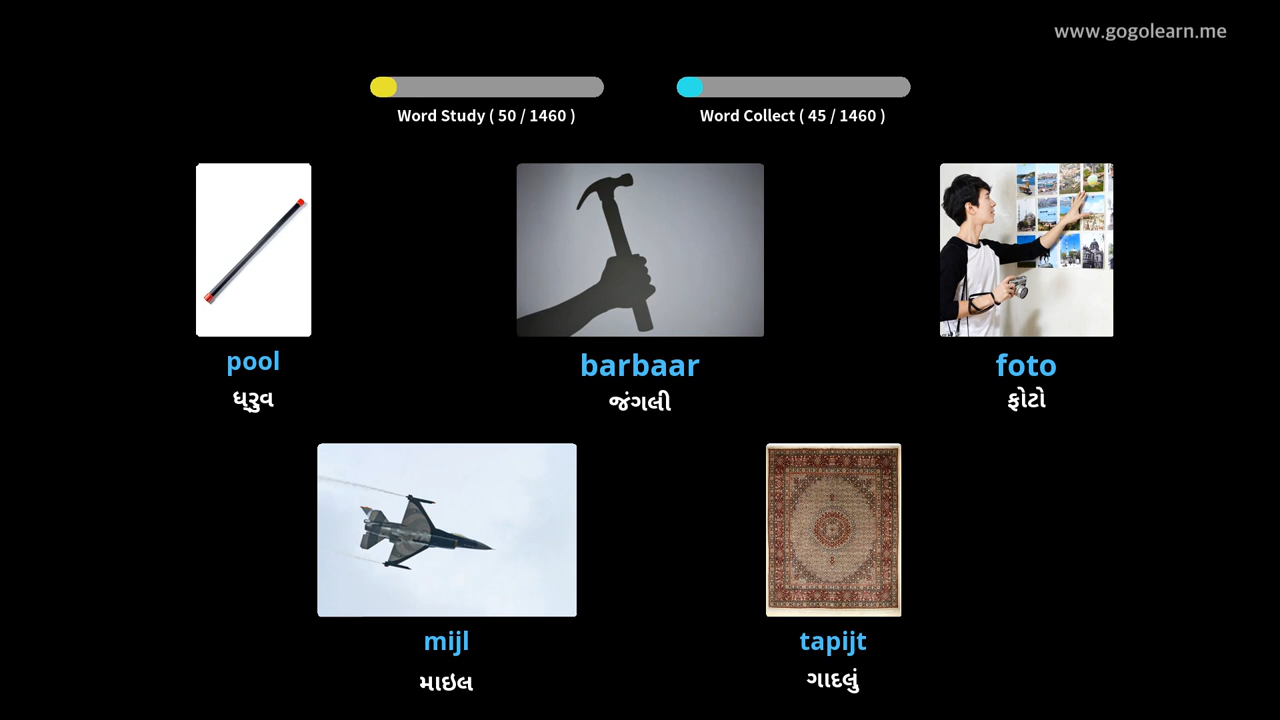 www.gogolearn.me
Word Study ( 50 / 1460 )
Word Collect ( 45 / 1460 )
pool
ધ્રુવ
barbaar
જંગલી
foto
ફોટો
mijl
માઇલ
tapijt
ગાદલું